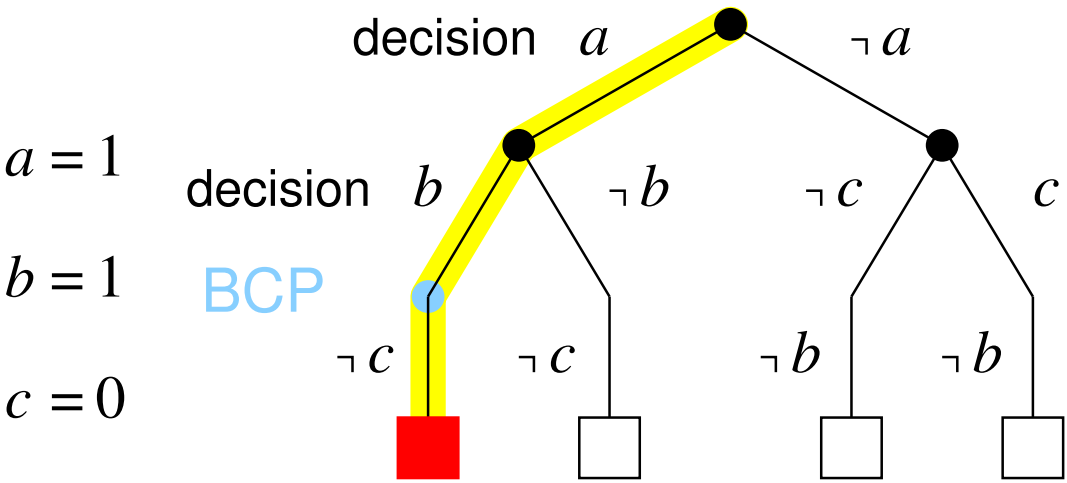 decision a ¬ a
a = 1
decision b ¬ b ¬ c c
b = 1 BCP
¬ c ¬ c ¬ b ¬ b
c = 0